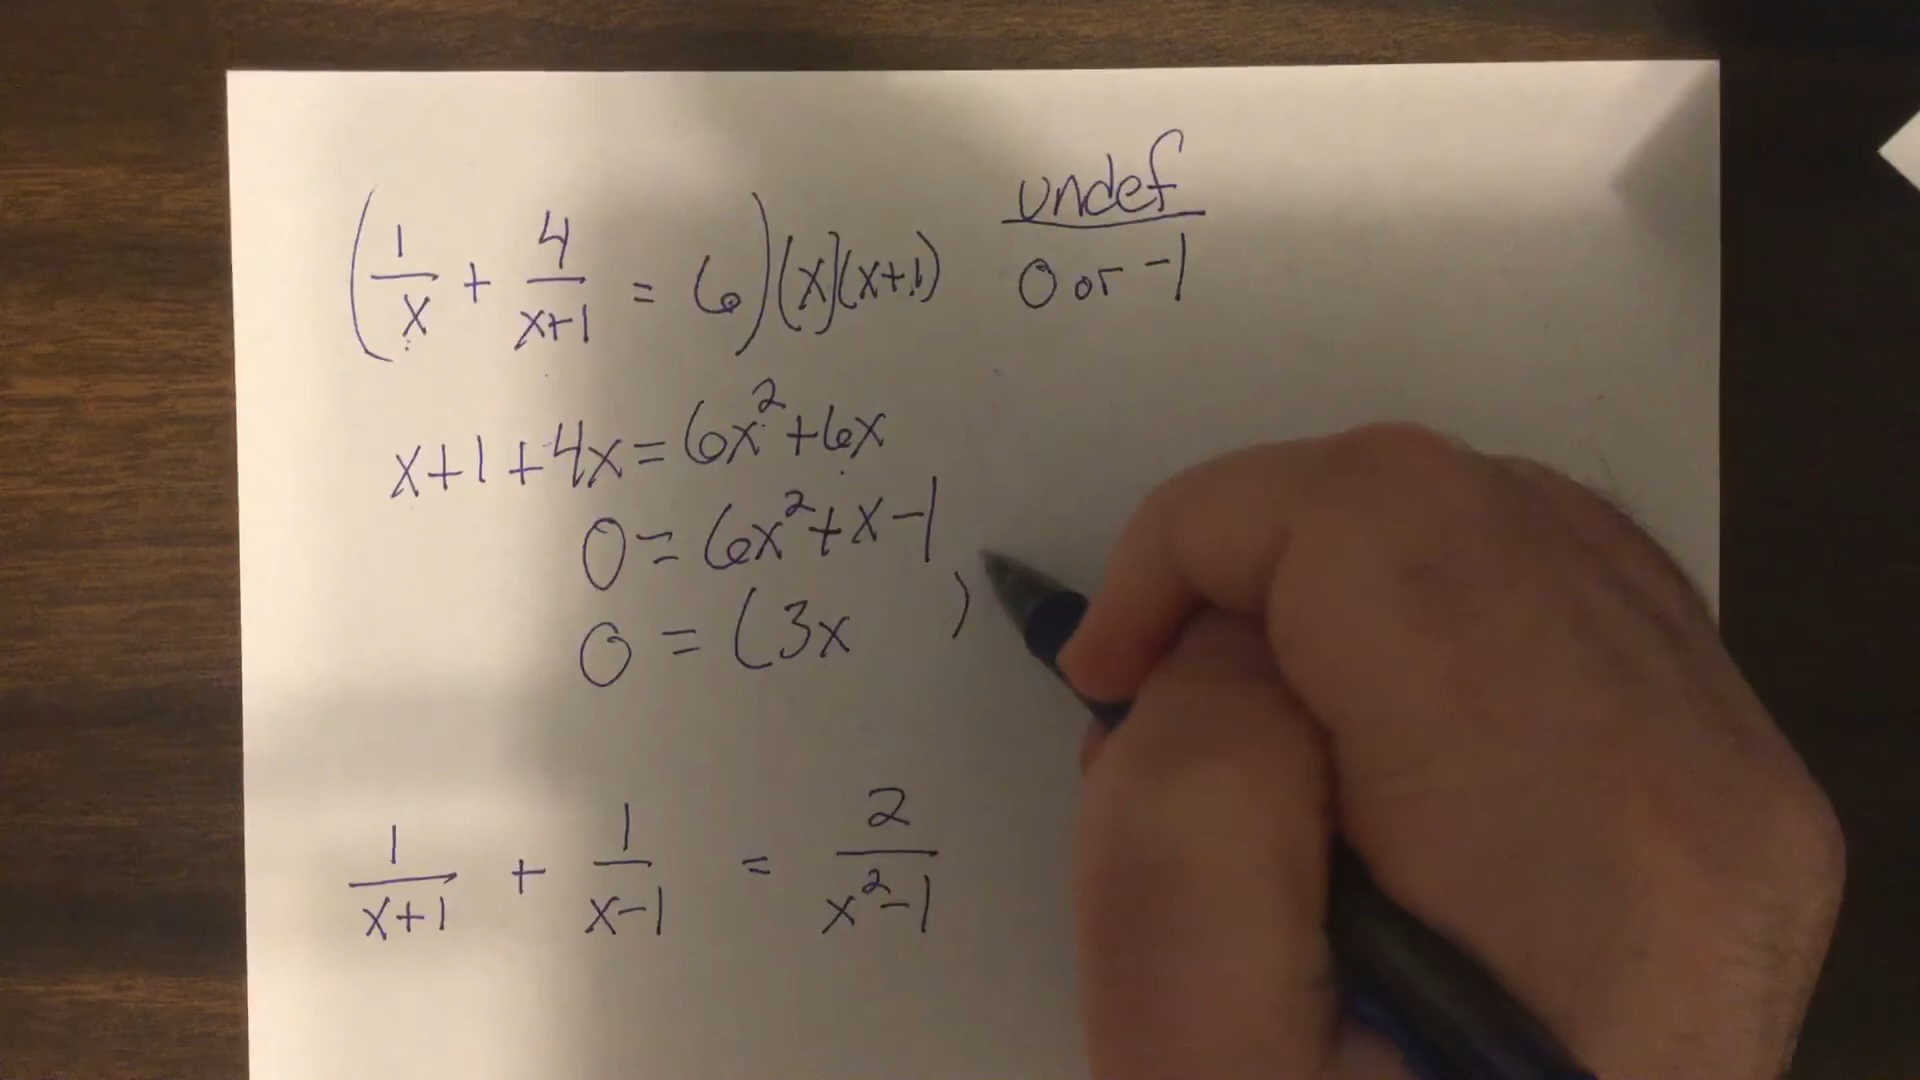 (1/x + 4/x+1 = 6)(x)(x+1) undef
0 or -1
x+1+4x=6x²+6x
0=6x²+x-1
0 = (3x )
1/x+1 + 1/x-1 = 2/x²-1